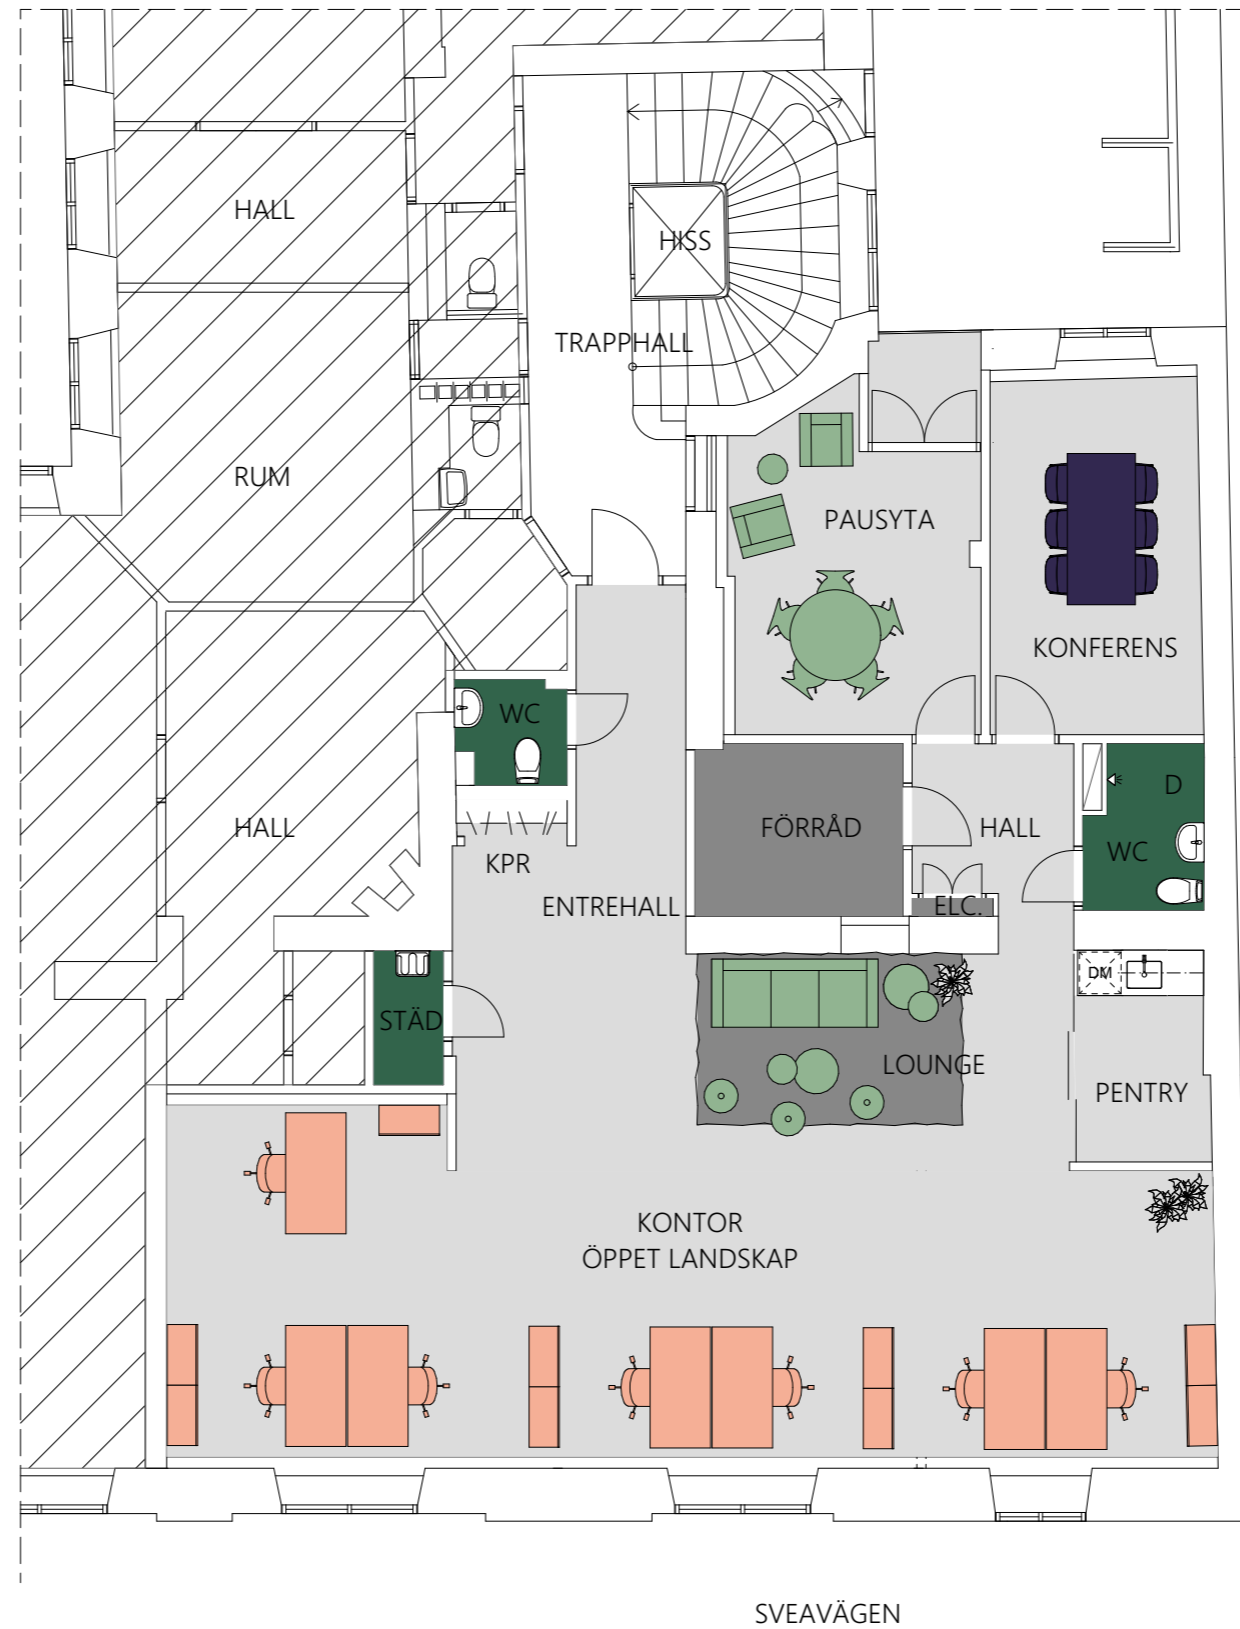 HALL
HISS
TRAPPHALL
RUM
PAUSYTA
KONFERENS
WC
D
FÖRRÅD
HALL
HALL
WC
KPR
ENTREHALL
ELC.
DM
STÄD
LOUNGE
PENTRY
KONTOR
ÖPPET LANDSKAP
SVEAVÄGEN